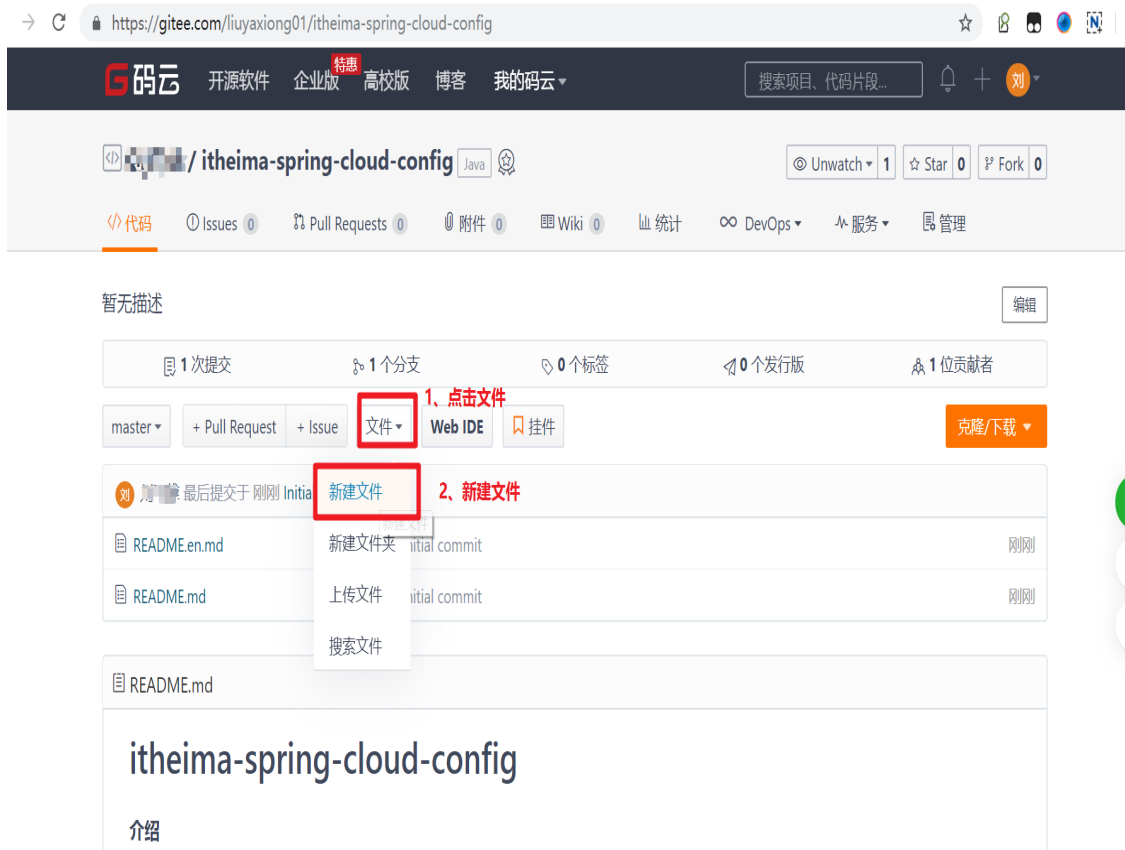 https://gitee.com/liuyaxiong01/itheima-spring-cloud-config
G码云 开源软件 企业版 特惠 高校版 博客 我的码云 搜索项目、代码片段... 刘
/ itheima-spring-cloud-config Java Unwatch 1 Star 0 Fork 0
代码 Issues 0 Pull Requests 0 附件 0 Wiki 0 统计 DevOps 服务 管理
暂无描述 编辑
1 次提交 1 个分支 0 个标签 0 个发行版 1 位贡献者
1、点击文件
master + Pull Request + Issue 文件 Web IDE 挂件 克隆/下载
刘 最后提交于 刚刚 Initia 新建文件 2、新建文件
新建文件
README.en.md 新建文件夹 itial commit 刚刚
README.md 上传文件 itial commit 刚刚
搜索文件
README.md
itheima-spring-cloud-config
介绍